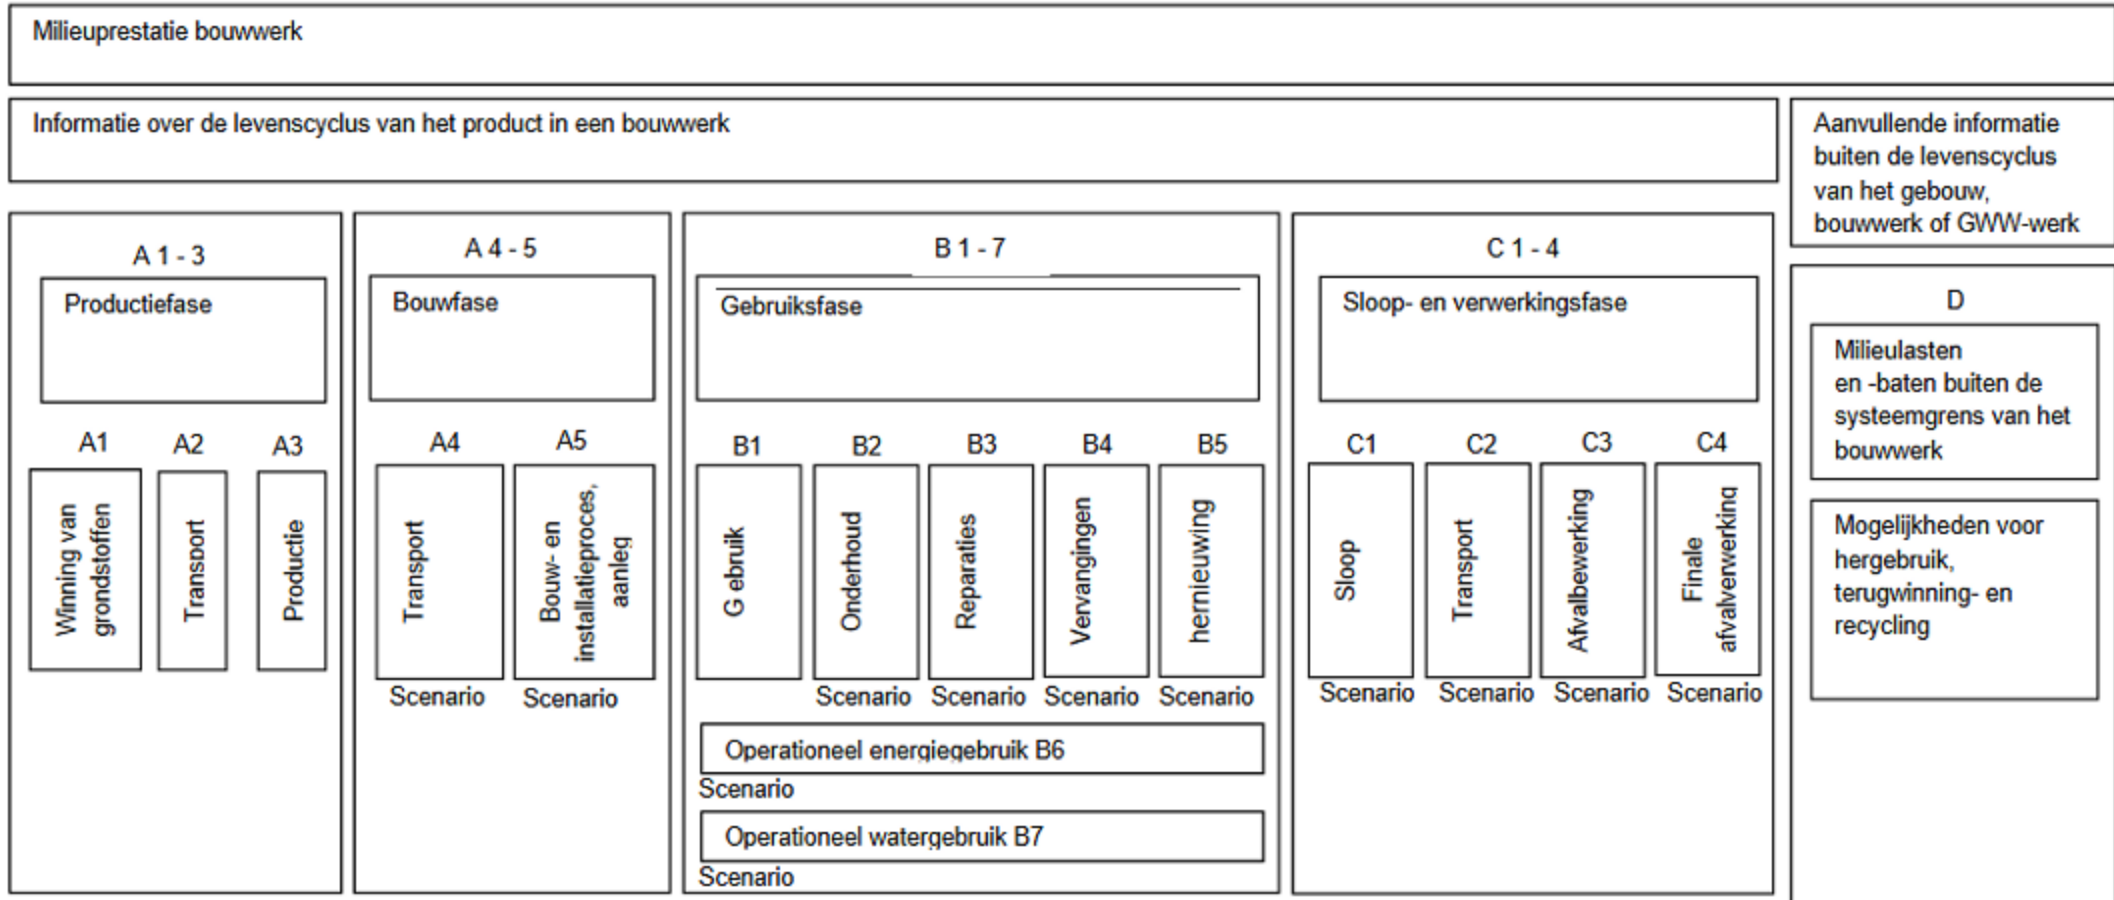 Milieuprestatie bouwwerk
Informatie over de levenscyclus van het product in een bouwwerk
Aanvullende informatie
buiten de levenscyclus
van het gebouw,
bouwwerk of GWW-werk
A 1 - 3
Productiefase
A1
A2
A3
Winning van
grondstoffen
Transport
Productie
A 4 - 5
Bouwfase
A4
A5
Transport
Bouw- en
installatieproces,
aanleg
Scenario
Scenario
B 1 - 7
Gebruiksfase
B1
B2
B3
B4
B5
G ebruik
Onderhoud
Reparaties
Vervangingen
hernieuwing
Scenario
Scenario
Scenario
Scenario
Operationeel energiegebruik B6
Scenario
Operationeel watergebruik B7
Scenario
C 1 - 4
Sloop- en verwerkingsfase
C1
C2
C3
C4
Sloop
Transport
Afvalbewerking
Finale
afvalverwerking
Scenario
Scenario
Scenario
Scenario
D
Milieulasten
en -baten buiten de
systeemgrens van het
bouwwerk
Mogelijkheden voor
hergebruik,
terugwinning- en
recycling